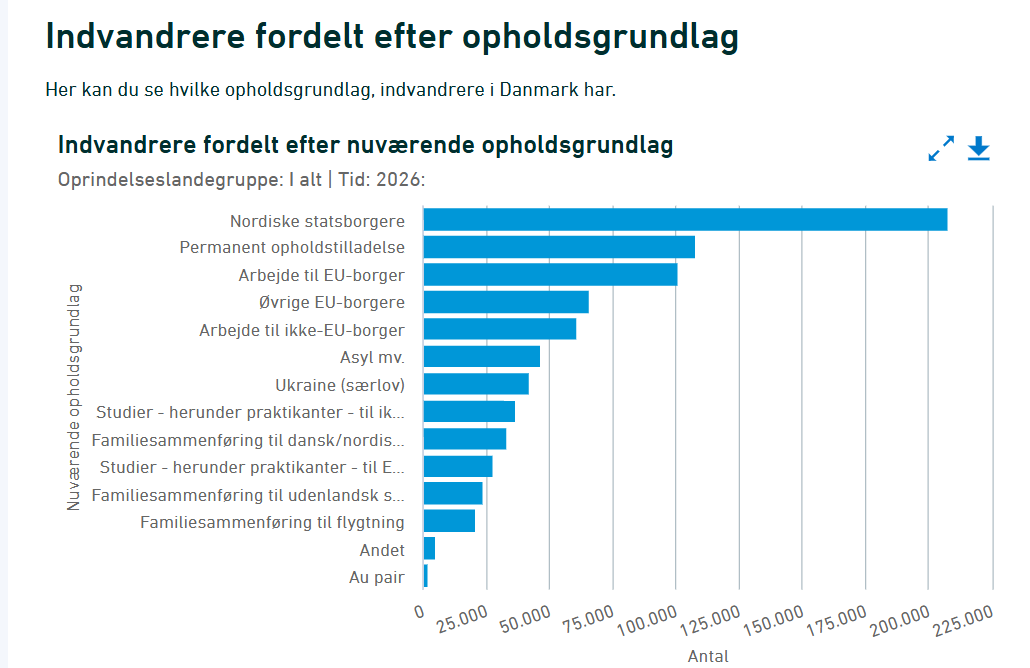 Indvandrere fordelt efter opholdsgrundlag
Her kan du se hvilke opholdsgrundlag, indvandrere i Danmark har.
Indvandrere fordelt efter nuværende opholdsgrundlag
Oprindelseslandegruppe: I alt | Tid: 2026:
Nuværende opholdsgrundlag
Nordiske statsborgere
Permanent opholdstilladelse
Arbejde til EU-borger
Øvrige EU-borgere
Arbejde til ikke-EU-borger
Asyl mv.
Ukraine (særlov)
Studier - herunder praktikanter - til ik...
Familiesammenføring til dansk/nordis...
Studier - herunder praktikanter - til E...
Familiesammenføring til udenlandsk s...
Familiesammenføring til flygtning
Andet
Au pair
0 25.000 50.000 75.000 100.000 125.000 150.000 175.000 200.000 225.000
Antal